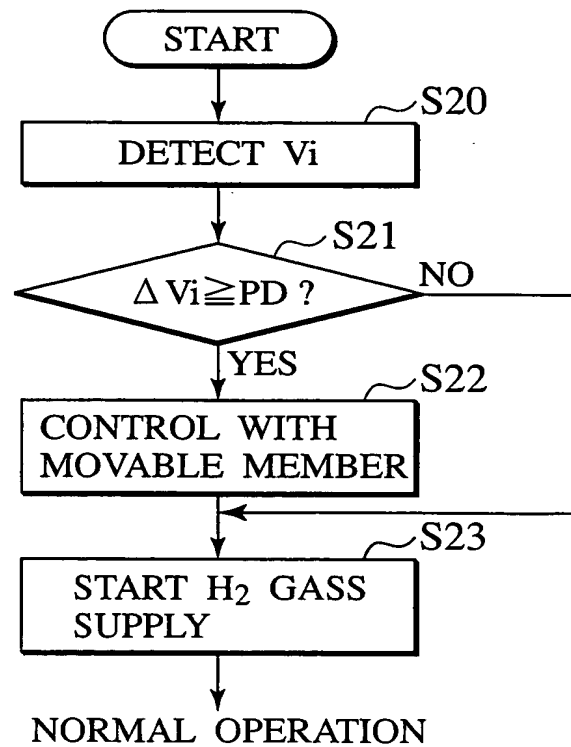 START
S20
DETECT Vi
S21
Δ Vi≧PD ?
NO
YES
S22
CONTROL WITH
MOVABLE MEMBER
S23
START H₂ GASS
SUPPLY
NORMAL OPERATION